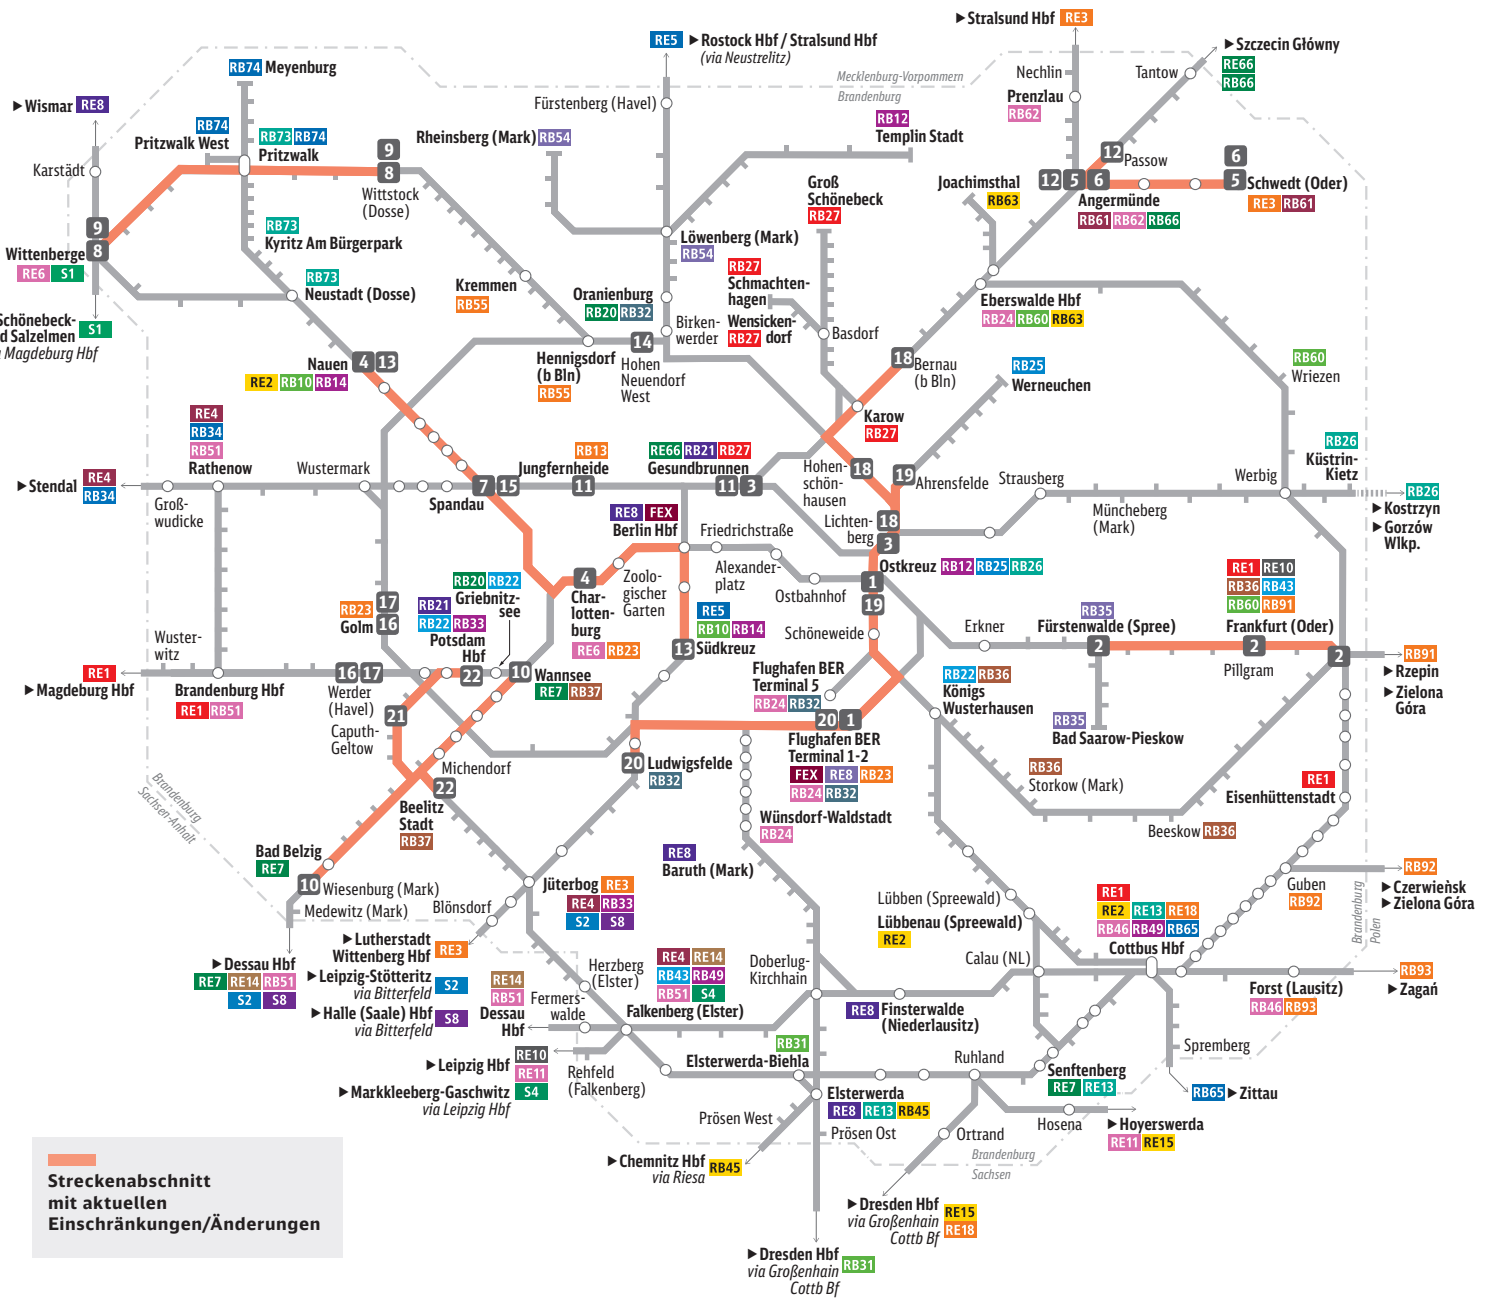 ▶ Stralsund Hbf RE3
RE5 ▶ Rostock Hbf / Stralsund Hbf
(via Neustrelitz)
▶ Szczecin Główny
RE66
RB66
Nechlin
Tantow
Prenzlau
RB62
Mecklenburg-Vorpommern
Brandenburg
RB74 Meyenburg
▶ Wismar RE8
Fürstenberg (Havel)
RB12
Templin Stadt
RB74
Pritzwalk West
RB73 RB74
Pritzwalk
Rheinsberg (Mark) RB54
Karstädt
9
8
Wittstock
(Dosse)
12
Passow
6
5
Schwedt (Oder)
RE3 RB61
12 5 6
Angermünde
RB61 RB62 RB66
Joachimsthal
RB63
Groß
Schönebeck
RB27
9
8
Wittenberge
RE6 S1
RB73
Kyritz Am Bürgerpark
Löwenberg (Mark)
RB54
RB27
Schmachten-
hagen
Wensicken-
RB27 dorf
Basdorf
RB73
Neustadt (Dosse)
Kremmen
RB55
Oranienburg
RB20 RB32
Birken-
werder
Eberswalde Hbf
RB24 RB60 RB63
Schönebeck-
d Salzelmen S1
Magdeburg Hbf
Nauen
4 13
RE2 RB10 RB14
Hennigsdorf
(b Bln)
RB55
14
Hohen
Neuendorf
West
18
Bernau
(b Bln)
RB25
Werneuchen
RB60
Wriezen
Karow
RB27
RE4
RB34
RB51
Rathenow
Wustermark
7 15
Spandau
RB13
Jungfernheide
11
RE66 RB21 RB27
Gesundbrunnen
11 3
Hohen-
schön-
hausen
18
19
Ahrensfelde
Strausberg
Werbig
RB26
Küstrin-
Kietz
▶ Stendal RE4
RB34
Groß-
wudicke
Müncheberg
(Mark)
RB26
▶ Kostrzyn
▶ Gorzów
Wlkp.
RE8 FEX
Berlin Hbf
Friedrichstraße
Alexander-
platz
Ostbahnhof
Lichten-
berg
18
3
Ostkreuz RB12 RB25 RB26
1
19
Schöneweide
4
Char-
lotten-
burg
RE6 RB23
Zoolo-
gischer
Garten
RE5
RB10 RB14
13 Südkreuz
RB20 RB22
Griebnitz-
see
RB21
RB22 RB33
Potsdam
Hbf
22
10 Wannsee
RE7 RB37
17
RB23
Golm 16
Wuster-
witz
▶ Magdeburg Hbf RE1
Brandenburg Hbf
RE1 RB51
16 17
Werder
(Havel)
21
Caputh-
Geltow
Michendorf
22
Beelitz
Stadt
RB37
Flughafen BER
Terminal 5
RB24 RB32
20 1
Flughafen BER
Terminal 1-2
FEX RE8 RB23
RB24 RB32
20 Ludwigsfelde
RB32
Erkner
RB35
Fürstenwalde (Spree)
2
RE1 RE10
RB36 RB43
RB60 RB91
Frankfurt (Oder)
2
Pillgram
2
RB91
▶ Rzepin
▶ Zielona
Góra
RB22 RB36
Königs
Wusterhausen
RB35
Bad Saarow-Pieskow
RB36
Storkow (Mark)
Beeskow RB36
RE1
Eisenhüttenstadt
Wünsdorf-Waldstadt
RB24
RE8
Baruth (Mark)
Brandenburg
Sachsen-Anhalt
Bad Belzig
RE7
10
Wiesenburg (Mark)
Medewitz (Mark)
Jüterbog RE3
RE4 RB33
S2 S8
Blönsdorf
▶ Lutherstadt
Wittenberg Hbf RE3
▶ Leipzig-Stötteritz
via Bitterfeld S2
▶ Halle (Saale) Hbf
via Bitterfeld S8
▶ Dessau Hbf
RE7 RE14 RB51
S2 S8
Lübben (Spreewald)
Lübbenau (Spreewald)
RE2
RE1
RE2 RE13 RE18
RB46 RB49 RB65
Cottbus Hbf
Guben
RB92
RB92
▶ Czerwieńsk
▶ Zielona Góra
Brandenburg
Polen
Calau (NL)
Forst (Lausitz)
RB46 RB93
RB93
▶ Zagań
Herzberg
(Elster)
RE4 RE14
RB43 RB49
RB51 S4
Falkenberg (Elster)
Doberlug-
Kirchhain
RE8 Finsterwalde
(Niederlausitz)
RE14
RB51
Dessau
Hbf
Fermers-
walde
▶ Leipzig Hbf RE10
RE11
▶ Markkleeberg-Gaschwitz S4
via Leipzig Hbf
Rehfeld
(Falkenberg)
RB31
Elsterwerda-Biehla
Elsterwerda
RE8 RE13 RB45
Ruhland
Senftenberg
RE7 RE13
Spremberg
RB65 ▶ Zittau
Prösen West
Prösen Ost
Ortrand
Hosena
▶ Hoyerswerda
RE11 RE15
Brandenburg
Sachsen
▶ Chemnitz Hbf RB45
via Riesa
▶ Dresden Hbf RE15
via Großenhain RE18
Cottb Bf
▶ Dresden Hbf
via Großenhain RB31
Cottb Bf
Streckenabschnitt
mit aktuellen
Einschränkungen/Änderungen